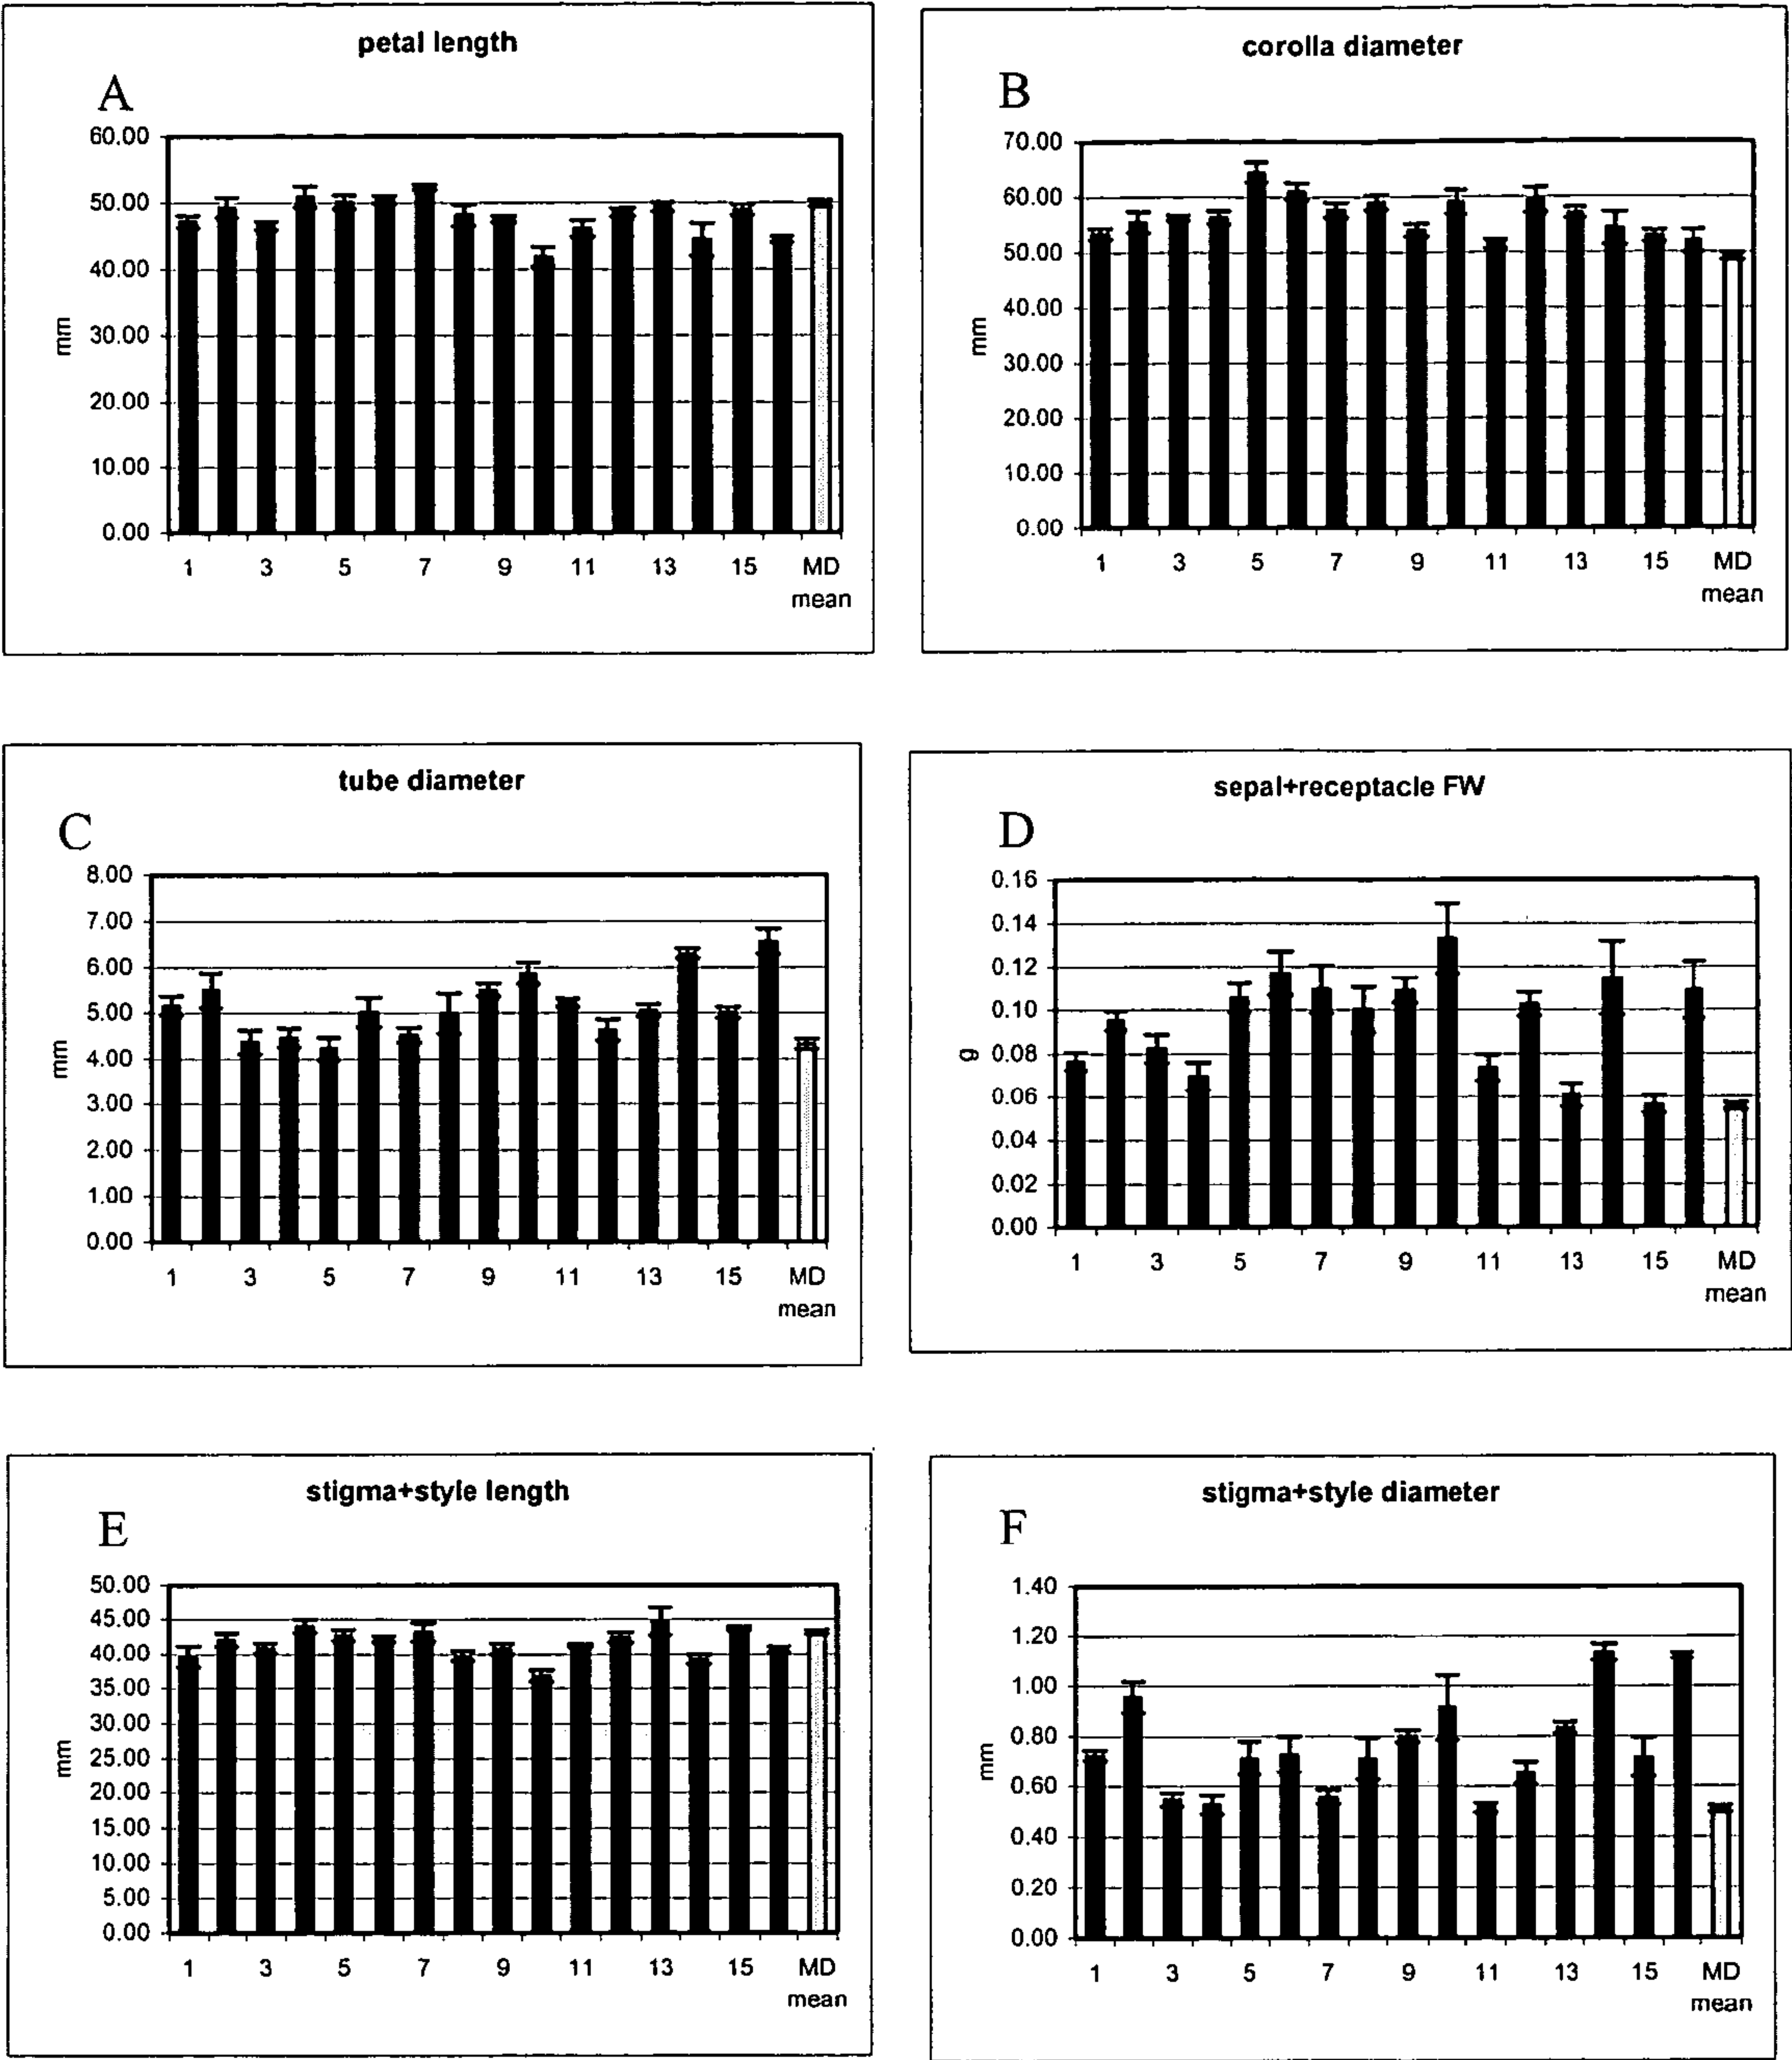 petal length
A
60.00
50.00
40.00
30.00
20.00
10.00
0.00
mm
1 3 5 7 9 11 13 15 MD
mean
corolla diameter
B
70.00
60.00
50.00
40.00
30.00
20.00
10.00
0.00
mm
1 3 5 7 9 11 13 15 MD
mean
tube diameter
C
8.00
7.00
6.00
5.00
4.00
3.00
2.00
1.00
0.00
mm
1 3 5 7 9 11 13 15 MD
mean
sepal+receptacle FW
D
0.16
0.14
0.12
0.10
0.08
0.06
0.04
0.02
0.00
g
1 3 5 7 9 11 13 15 MD
mean
stigma+style length
E
50.00
45.00
40.00
35.00
30.00
25.00
20.00
15.00
10.00
5.00
0.00
mm
1 3 5 7 9 11 13 15 MD
mean
stigma+style diameter
F
1.40
1.20
1.00
0.80
0.60
0.40
0.20
0.00
mm
1 3 5 7 9 11 13 15 MD
mean